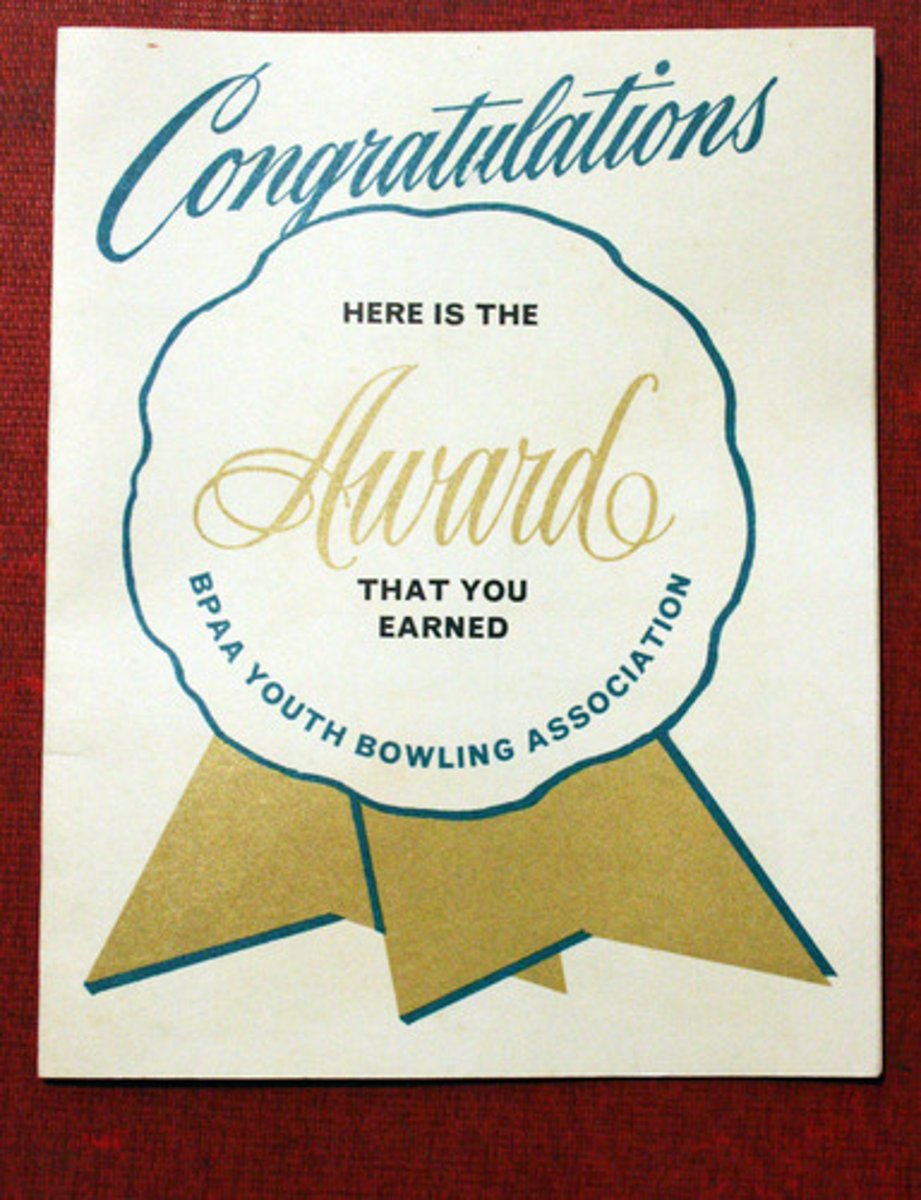 Congratulations
HERE IS THE
Award
THAT YOU
EARNED
BPAA YOUTH BOWLING ASSOCIATION